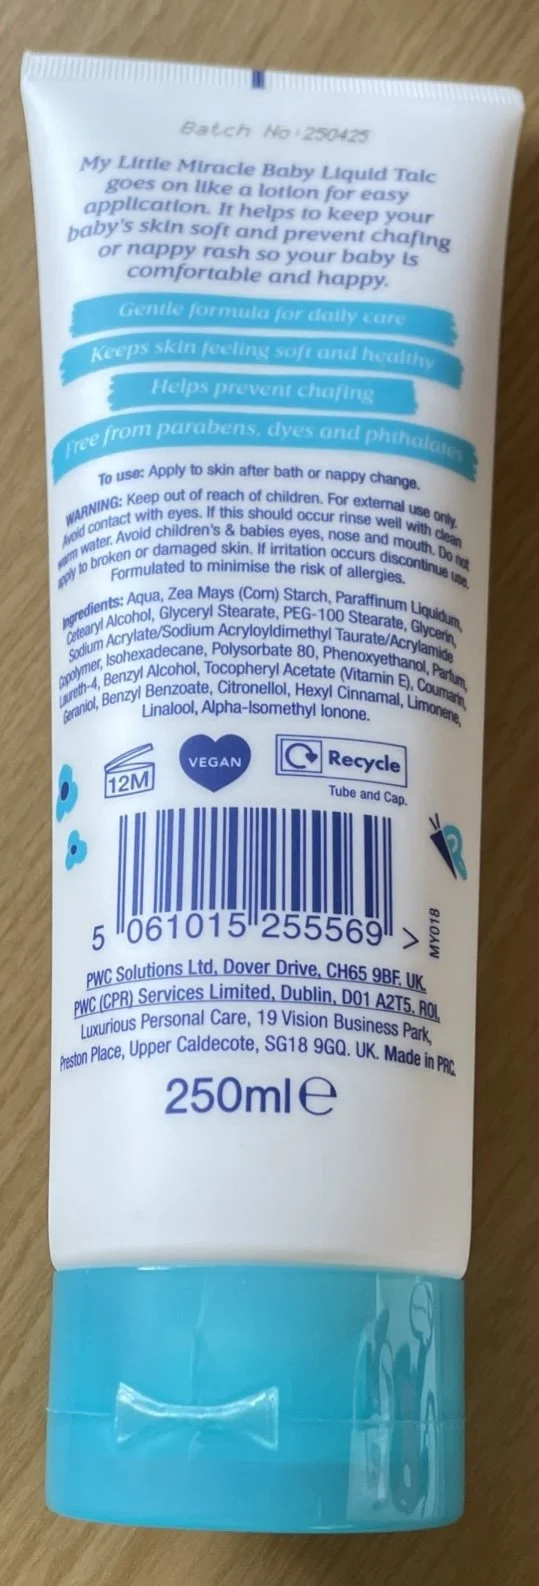 Batch No: 250425
My Little Miracle Baby Liquid Talc
goes on like a lotion for easy
application. It helps to keep your
baby's skin soft and prevent chafing
or nappy rash so your baby is
comfortable and happy.
Gentle formula for daily care
Keeps skin feeling soft and healthy
Helps prevent chafing
Free from parabens, dyes and phthalates
To use: Apply to skin after bath or nappy change.
WARNING: Keep out of reach of children. For external use only.
Avoid contact with eyes. If this should occur rinse well with clean
warm water. Avoid children's & babies eyes, nose and mouth. Do not
apply to broken or damaged skin. If irritation occurs discontinue use.
Formulated to minimise the risk of allergies.
Ingredients: Aqua, Zea Mays (Corn) Starch, Paraffinum Liquidum,
Cetearyl Alcohol, Glyceryl Stearate, PEG-100 Stearate, Glycerin,
Sodium Acrylate/Sodium Acryloyldimethyl Taurate/Acrylamide
Copolymer, Isohexadecane, Polysorbate 80, Phenoxyethanol, Parfum,
Laureth-4, Benzyl Alcohol, Tocopheryl Acetate (Vitamin E), Coumarin,
Geraniol, Benzyl Benzoate, Citronellol, Hexyl Cinnamal, Limonene,
Linalool, Alpha-Isomethyl Ionone.
12M
VEGAN
Recycle
Tube and Cap.
5 061015 255569 >
MY018
PWC Solutions Ltd, Dover Drive, CH65 9BF. UK.
PWC (CPR) Services Limited, Dublin, D01 A2T5. ROI.
Luxurious Personal Care, 19 Vision Business Park,
Preston Place, Upper Caldecote, SG18 9GQ. UK. Made in PRC.
250ml e